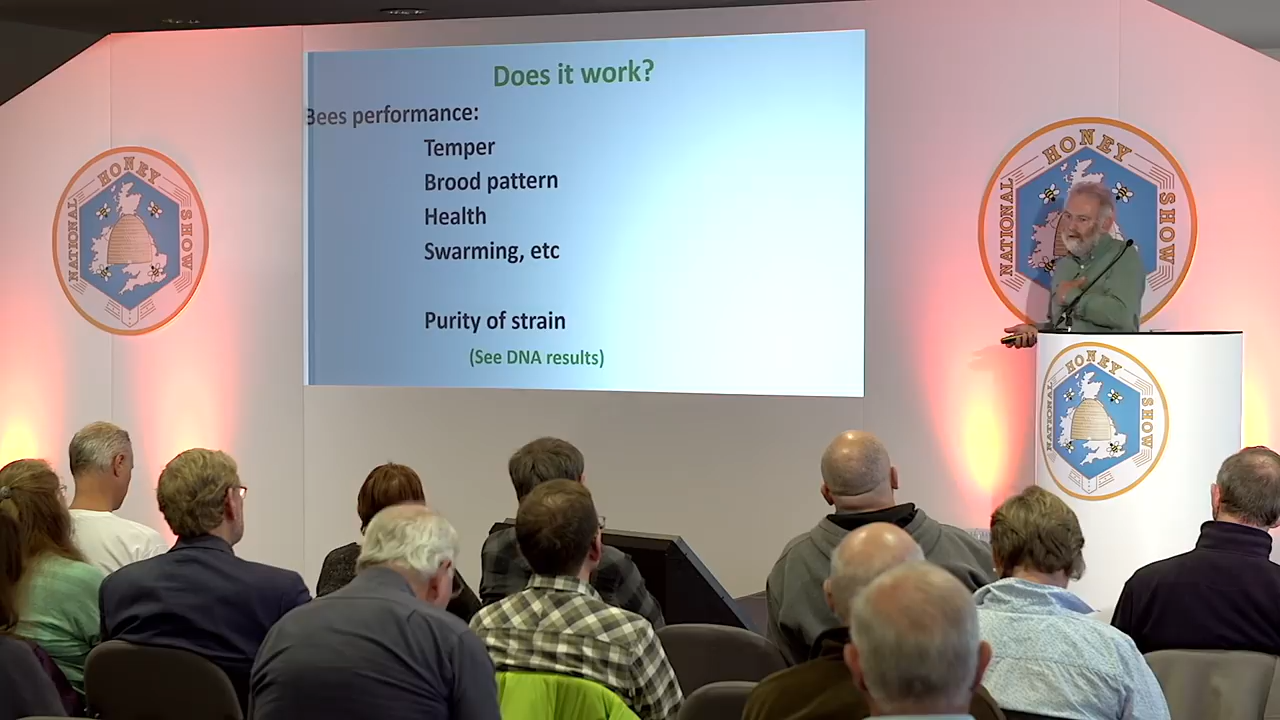 Does it work?
Bees performance:
Temper
Brood pattern
Health
Swarming, etc
Purity of strain
(See DNA results)
NATIONAL HONEY SHOW
NATIONAL HONEY SHOW
NATIONAL HONEY SHOW